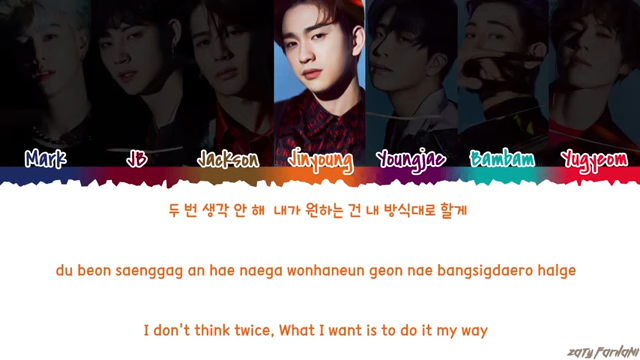 Mark JB Jackson Jinyoung Youngjae Bambam Yugyeom
두 번 생각 안 해 내가 원하는 건 내 방식대로 할게
du beon saenggag an hae naega wonhaneun geon nae bangsigdaero halge
I don't think twice, What I want is to do it my way
ZATY FARHANI